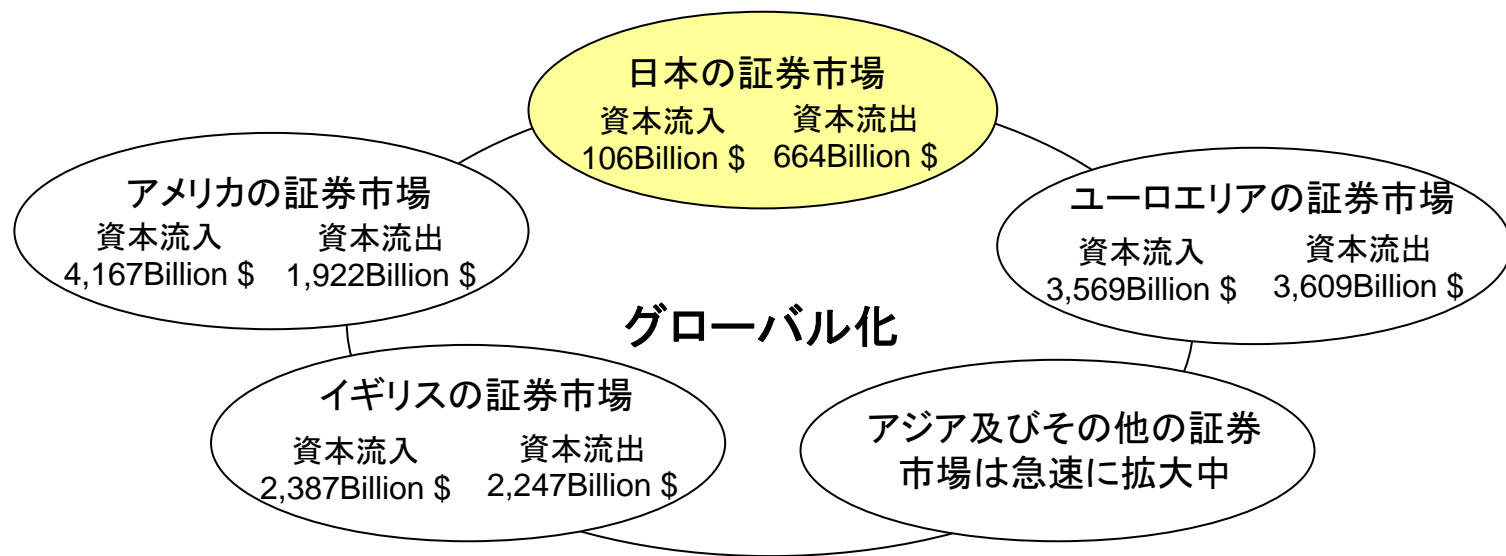 日本の証券市場
資本流入 資本流出
106Billion $ 664Billion $
アメリカの証券市場
資本流入 資本流出
4,167Billion $ 1,922Billion $
ユーロエリアの証券市場
資本流入 資本流出
3,569Billion $ 3,609Billion $
グローバル化
イギリスの証券市場
資本流入 資本流出
2,387Billion $ 2,247Billion $
アジア及びその他の証券
市場は急速に拡大中